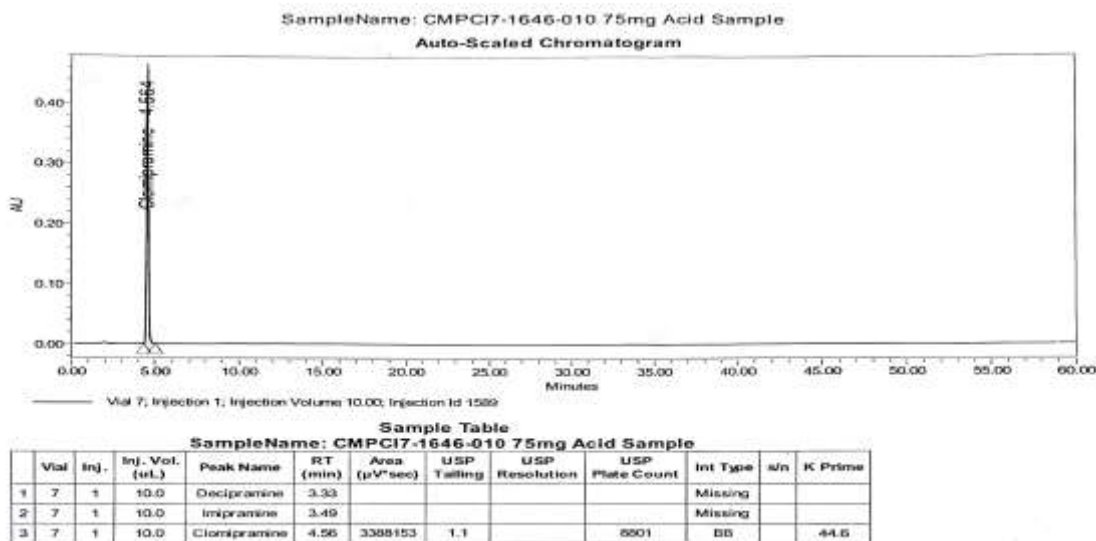 SampleName: CMPCI7-1646-010 75mg Acid Sample
Auto-Scaled Chromatogram
AU
0.40
0.30
0.20
0.10
0.00
Clomipramine 4.564
0.00 5.00 10.00 15.00 20.00 25.00 30.00 35.00 40.00 45.00 50.00 55.00 60.00
Minutes
Vial 7; Injection 1; Injection Volume 10.00; Injection Id 1589
Sample Table
SampleName: CMPCI7-1646-010 75mg Acid Sample
Vial Inj. Inj. Vol. (uL) Peak Name RT (min) Area (µV*sec) USP Tailing USP Resolution USP Plate Count Int Type s/n K Prime
1 7 1 10.0 Decipramine 3.33 Missing
2 7 1 10.0 Imipramine 3.49 Missing
3 7 1 10.0 Clomipramine 4.56 3388153 1.1 8801 BB 44.6